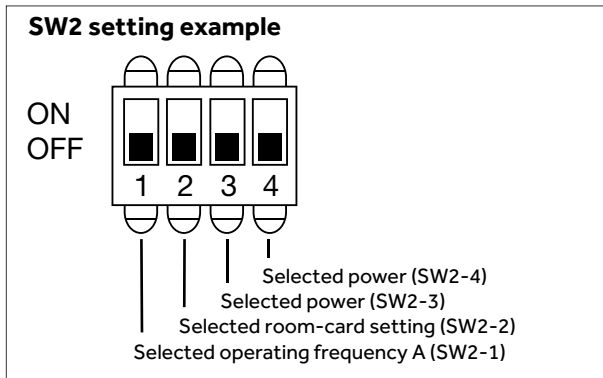 SW2 setting example
ON
OFF
1 2 3 4
Selected power (SW2-4)
Selected power (SW2-3)
Selected room-card setting (SW2-2)
Selected operating frequency A (SW2-1)